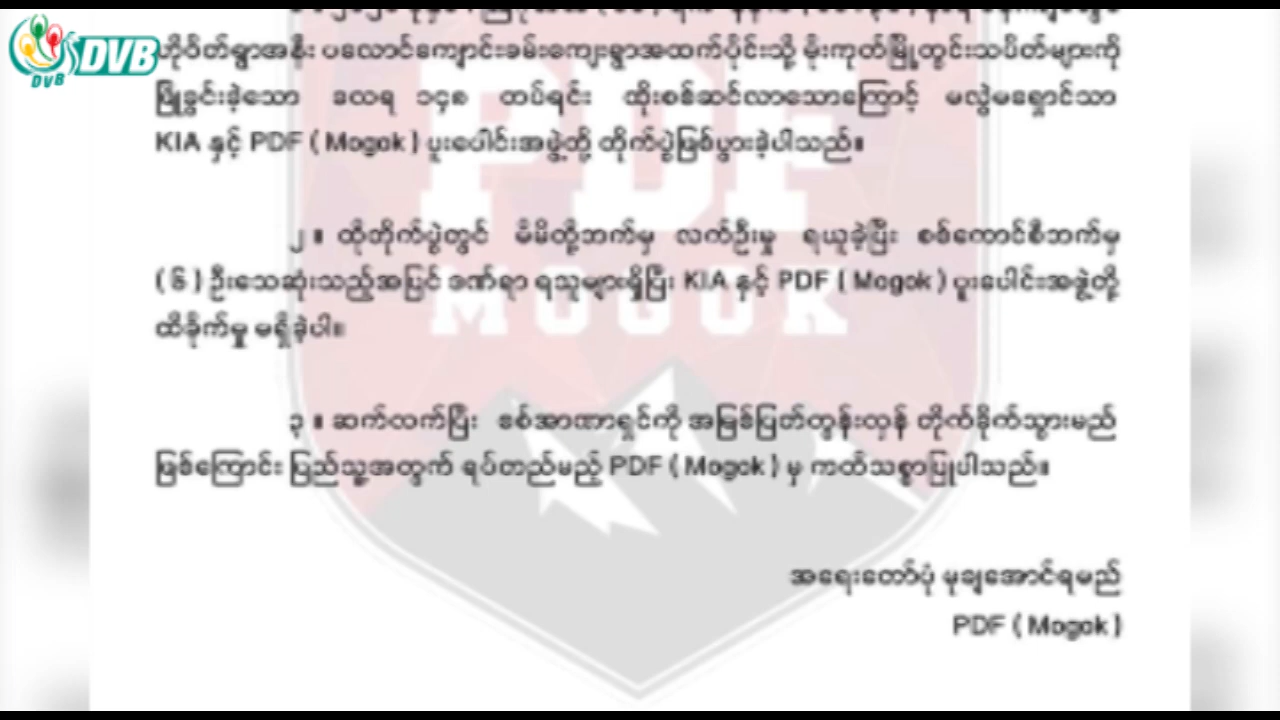 DVB
DVB
ဘိုဝိတ်ရွာအနီး ပလောင်ကျောင်းခမ်းကျေးရွာအထက်ပိုင်းသို့ မိုးကုတ်မြို့တွင်းသပိတ်များကို
ဖြိုခွင်းခဲ့သော ခလရ ၁၄၈ တပ်ရင်း ထိုးစစ်ဆင်လာသောကြောင့် မလွဲမရှောင်သာ
KIA နှင့် PDF ( Mogok ) ပူးပေါင်းအဖွဲ့တို့ တိုက်ပွဲဖြစ်ပွားခဲ့ပါသည်။
၂ ။ ထိုတိုက်ပွဲတွင် မိမိတို့ဘက်မှ လက်ဦးမှု ရယူခဲ့ပြီး စစ်ကောင်စီဘက်မှ
( ၆ ) ဦးသေဆုံးသည့်အပြင် ဒဏ်ရာ ရသူများရှိပြီး KIA နှင့် PDF ( Mogok ) ပူးပေါင်းအဖွဲ့တို့
ထိခိုက်မှု မရှိခဲ့ပါ။
၃ ။ ဆက်လက်ပြီး စစ်အာဏာရှင်ကို အမြစ်ပြတ်တွန်းလှန် တိုက်ခိုက်သွားမည်
ဖြစ်ကြောင်း ပြည်သူ့အတွက် ရပ်တည်မည့် PDF ( Mogok ) မှ ကတိသစ္စာပြုပါသည်။
အရေးတော်ပုံ မုချအောင်ရမည်
PDF ( Mogok )
PDF
MOGOK